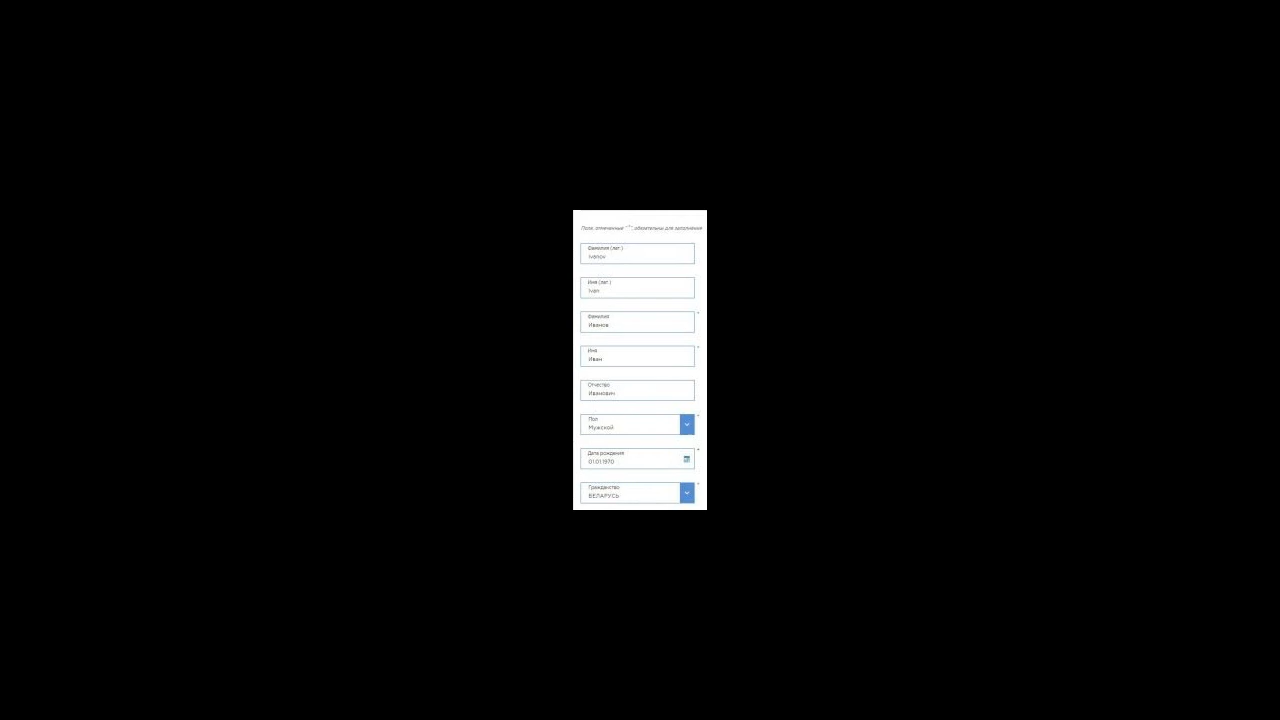 Поля, отмеченные "*", обязательны для заполнения
Фамилия (лат.)
Ivanov
Имя (лат.)
Ivan
Фамилия
Иванов
*
Имя
Иван
*
Отчество
Иванович
Пол
Мужской
*
Дата рождения
01.01.1970
*
Гражданство
БЕЛАРУСЬ
*